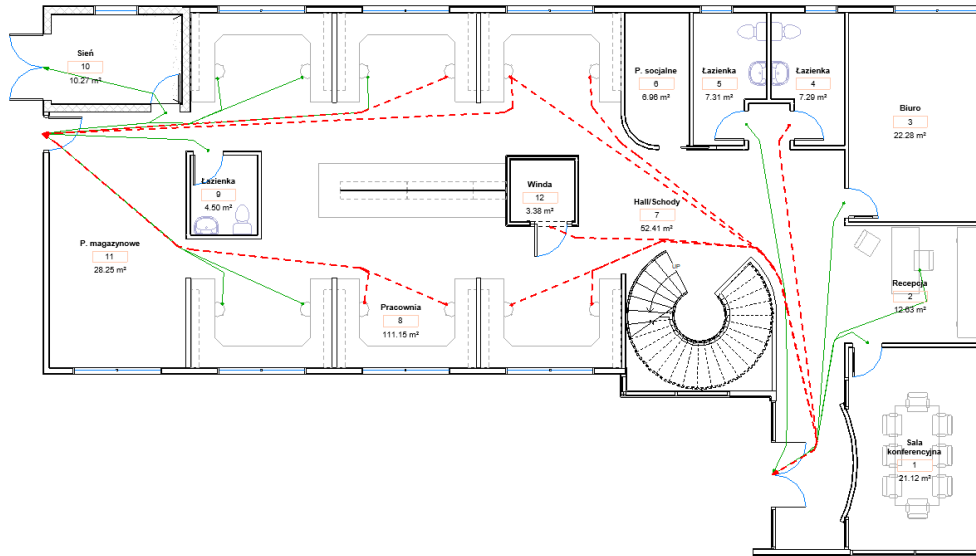 Sień
10
10.27 m²
P. socjalne
6
6.96 m²
Łazienka
5
7.31 m²
Łazienka
4
7.29 m²
Biuro
3
22.28 m²
Łazienka
9
4.50 m²
Winda
12
3.38 m²
Hall/Schody
7
52.41 m²
P. magazynowe
11
28.25 m²
UP
Recepcja
2
12.63 m²
Pracownia
8
111.15 m²
Sala
konferencyjna
1
21.12 m²